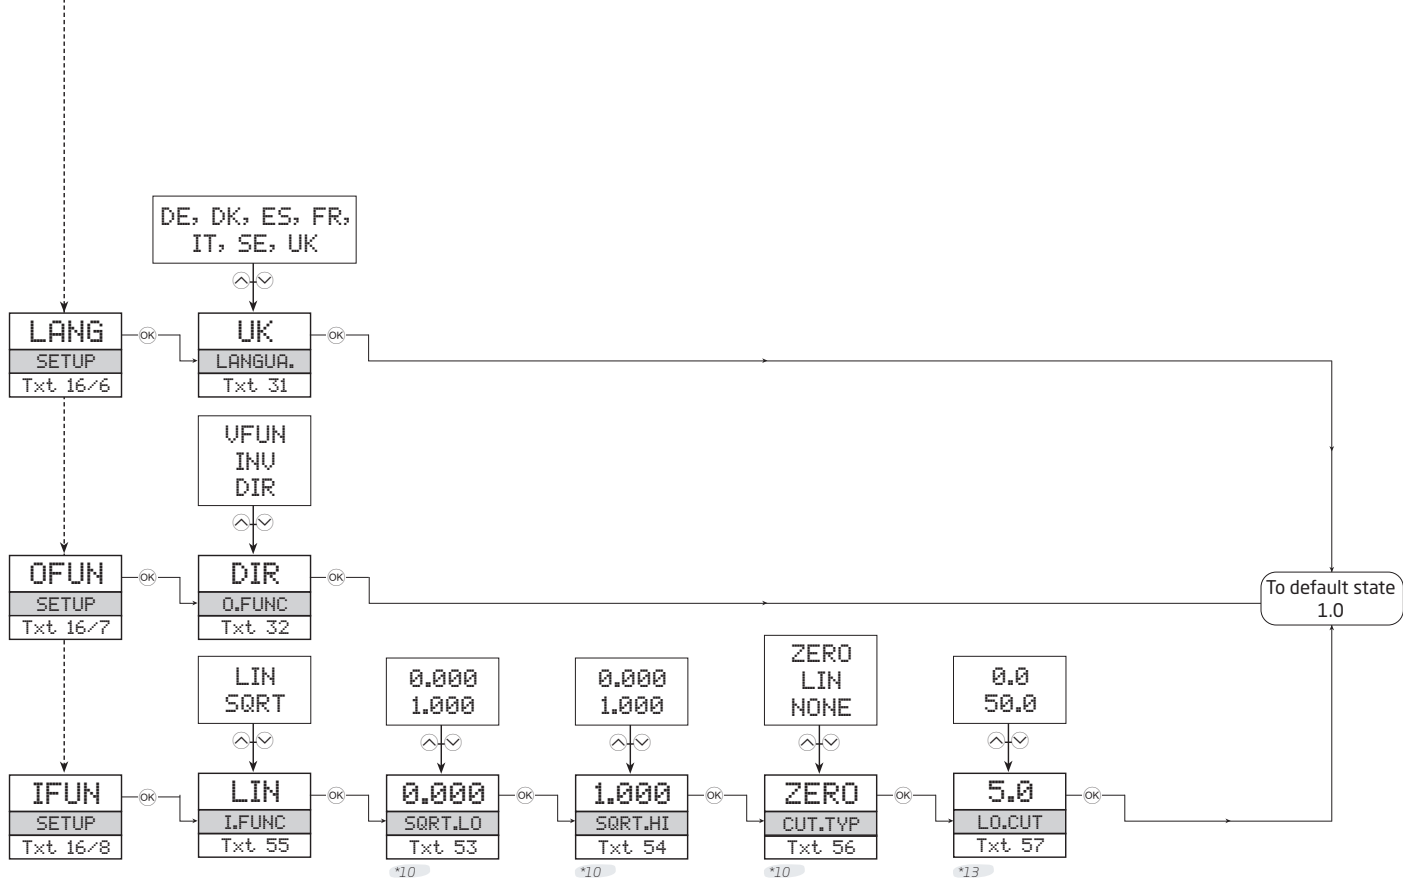 DE, DK, ES, FR,
IT, SE, UK
LANG
SETUP
Txt 16/6
OK
UK
LANGUA.
Txt 31
OK
VFUN
INV
DIR
OFUN
SETUP
Txt 16/7
OK
DIR
O.FUNC
Txt 32
OK
To default state
1.0
LIN
SQRT
0.000
1.000
0.000
1.000
ZERO
LIN
NONE
0.0
50.0
IFUN
SETUP
Txt 16/8
OK
LIN
I.FUNC
Txt 55
OK
0.000
SQRT.LO
Txt 53
*10
OK
1.000
SQRT.HI
Txt 54
*10
OK
ZERO
CUT.TYP
Txt 56
*10
OK
5.0
LO.CUT
Txt 57
*13
OK